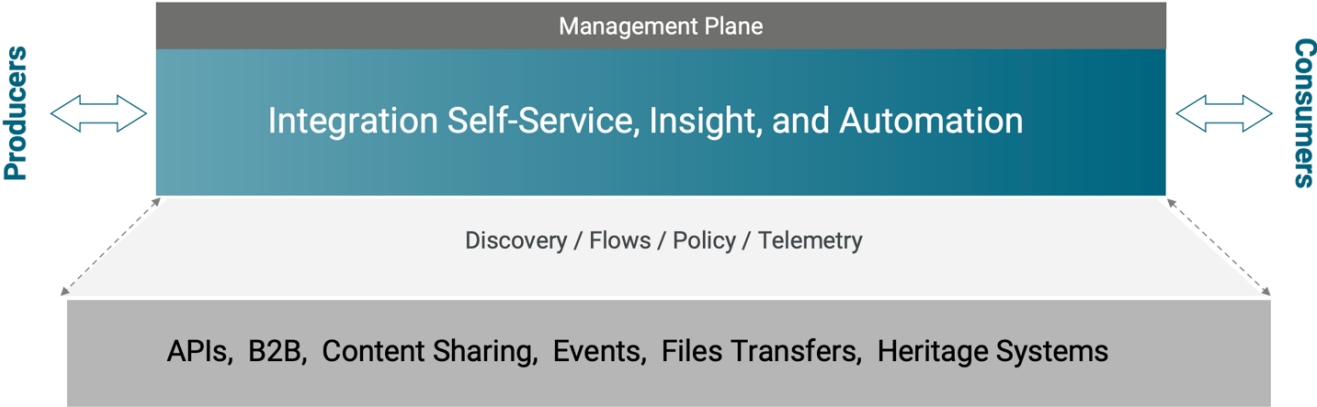 Management Plane
Producers
Integration Self-Service, Insight, and Automation
Consumers
Discovery / Flows / Policy / Telemetry
APIs, B2B, Content Sharing, Events, Files Transfers, Heritage Systems